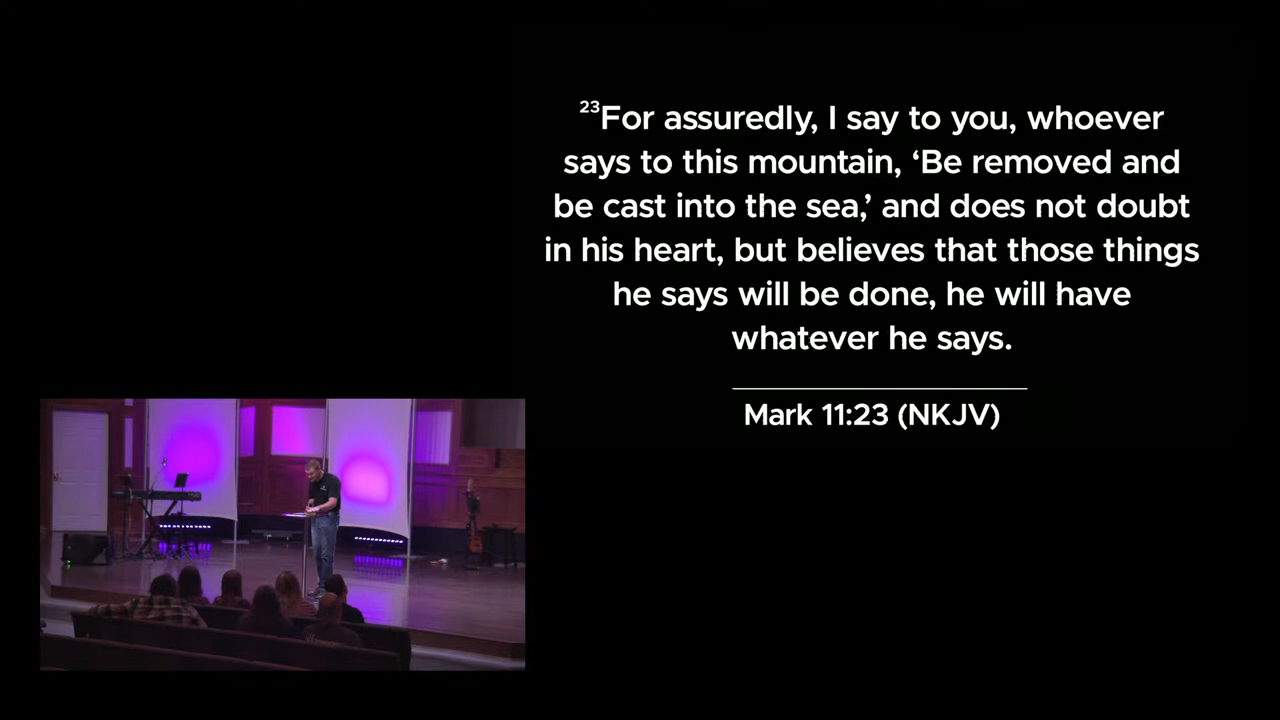 23For assuredly, I say to you, whoever
says to this mountain, ‘Be removed and
be cast into the sea,’ and does not doubt
in his heart, but believes that those things
he says will be done, he will have
whatever he says.
Mark 11:23 (NKJV)